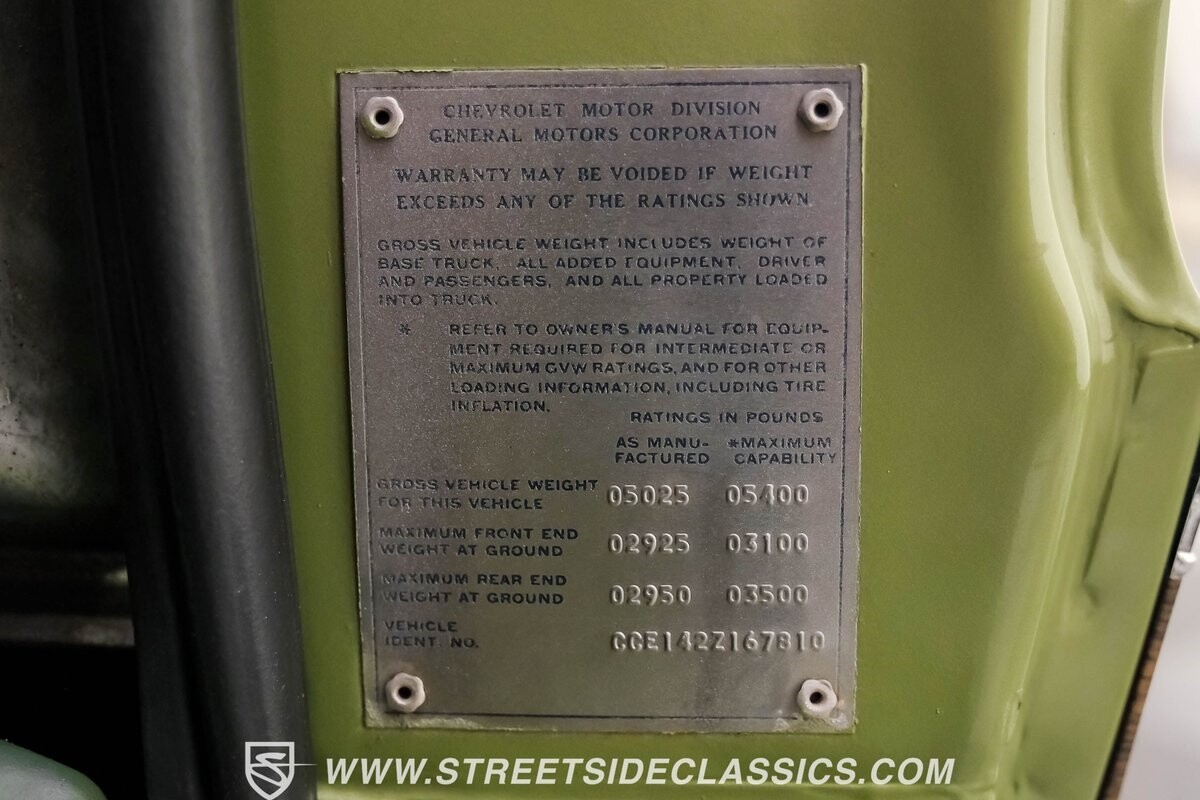 CHEVROLET MOTOR DIVISION
GENERAL MOTORS CORPORATION
WARRANTY MAY BE VOIDED IF WEIGHT
EXCEEDS ANY OF THE RATINGS SHOWN
GROSS VEHICLE WEIGHT INCLUDES WEIGHT OF
BASE TRUCK, ALL ADDED EQUIPMENT, DRIVER
AND PASSENGERS, AND ALL PROPERTY LOADED
INTO TRUCK.
* REFER TO OWNER'S MANUAL FOR EQUIP-
MENT REQUIRED FOR INTERMEDIATE OR
MAXIMUM GVW RATINGS, AND FOR OTHER
LOADING INFORMATION, INCLUDING TIRE
INFLATION.
RATINGS IN POUNDS
AS MANU- *MAXIMUM
FACTURED CAPABILITY
GROSS VEHICLE WEIGHT
FOR THIS VEHICLE 05025 05400
MAXIMUM FRONT END
WEIGHT AT GROUND 02925 03100
MAXIMUM REAR END
WEIGHT AT GROUND 02950 03500
VEHICLE
IDENT. NO. CCE142Z167810
WWW.STREETSIDECLASSICS.COM